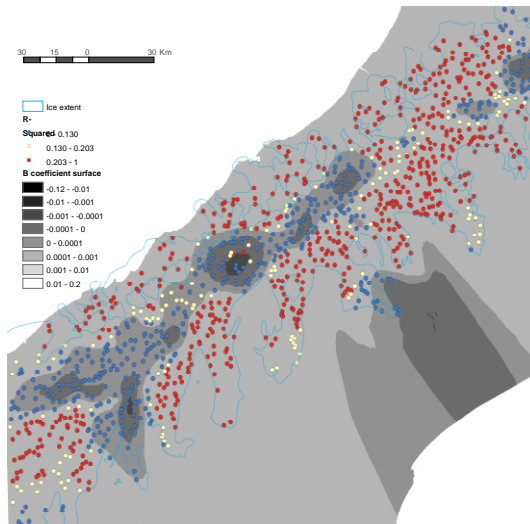 30 15 0 30 Km
Ice extent
R-
Squared
0.130
0.130 - 0.203
0.203 - 1
B coefficient surface
-0.12 - -0.01
-0.01 - -0.001
-0.001 - -0.0001
-0.0001 - 0
0 - 0.0001
0.0001 - 0.001
0.001 - 0.01
0.01 - 0.2